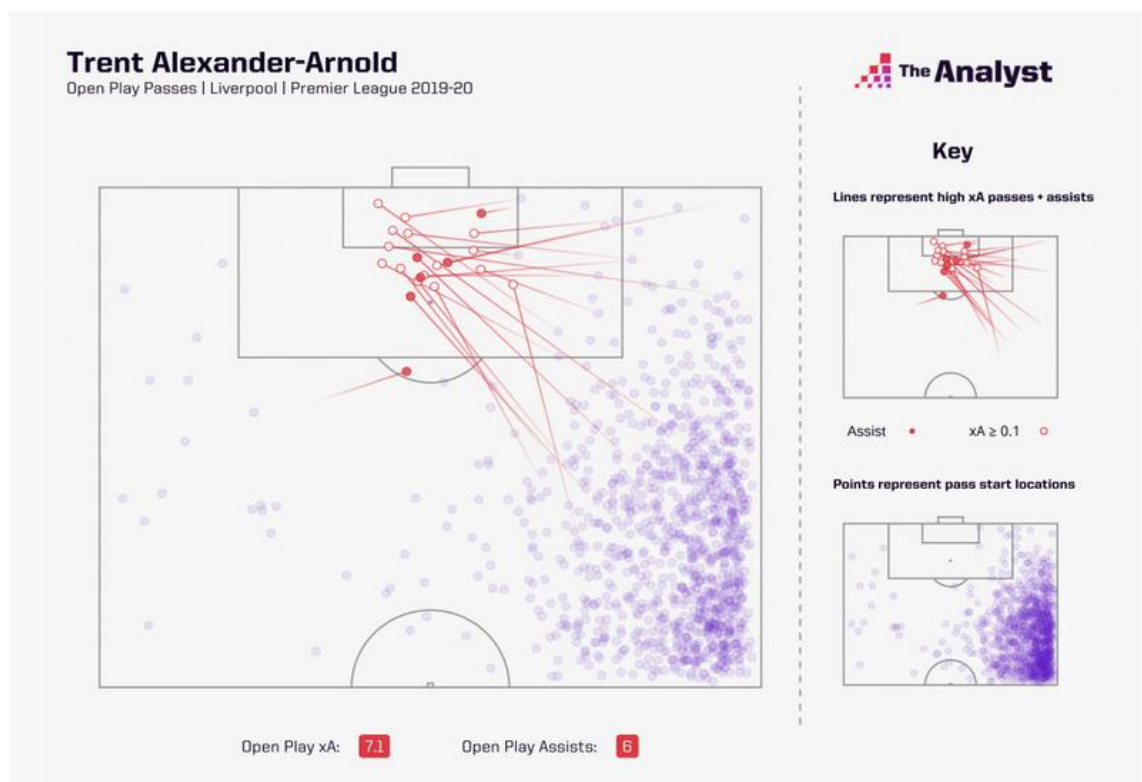 Trent Alexander-Arnold
Open Play Passes | Liverpool | Premier League 2019-20
The Analyst
Key
Lines represent high xA passes + assists
Assist
xA ≥ 0.1
Points represent pass start locations
Open Play xA: 7.1
Open Play Assists: 6